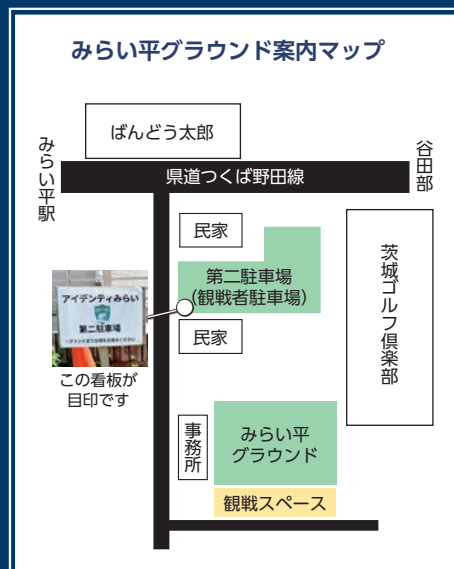 みらい平グラウンド案内マップ
ばんどう太郎
みらい平駅
県道つくば野田線
谷田部
民家
第二駐車場
(観戦者駐車場)
茨城ゴルフ倶楽部
アイデンティみらい
第二駐車場
この看板が
目印です
民家
事務所
みらい平
グラウンド
観戦スペース